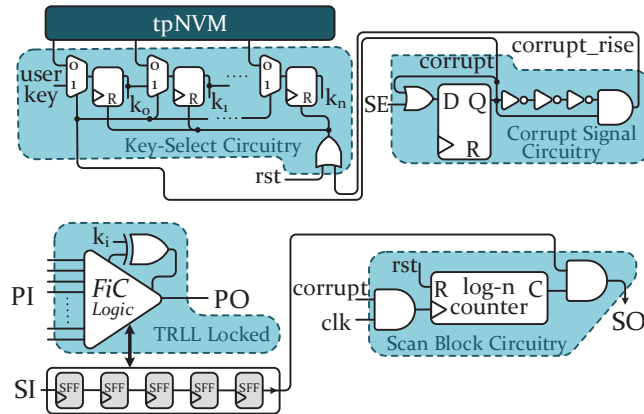 tpNVM
user
key
0
1
R
k0
0
1
R
k1
0
1
R
kn
Key-Select Circuitry
rst
corrupt_rise
corrupt
SE
D Q
R
Corrupt Signal
Circuitry
PI
ki
FiC
Logic
PO
TRLL Locked
SI
SFF SFF SFF SFF SFF
rst
corrupt
clk
R log-n C
counter
SO
Scan Block Circuitry